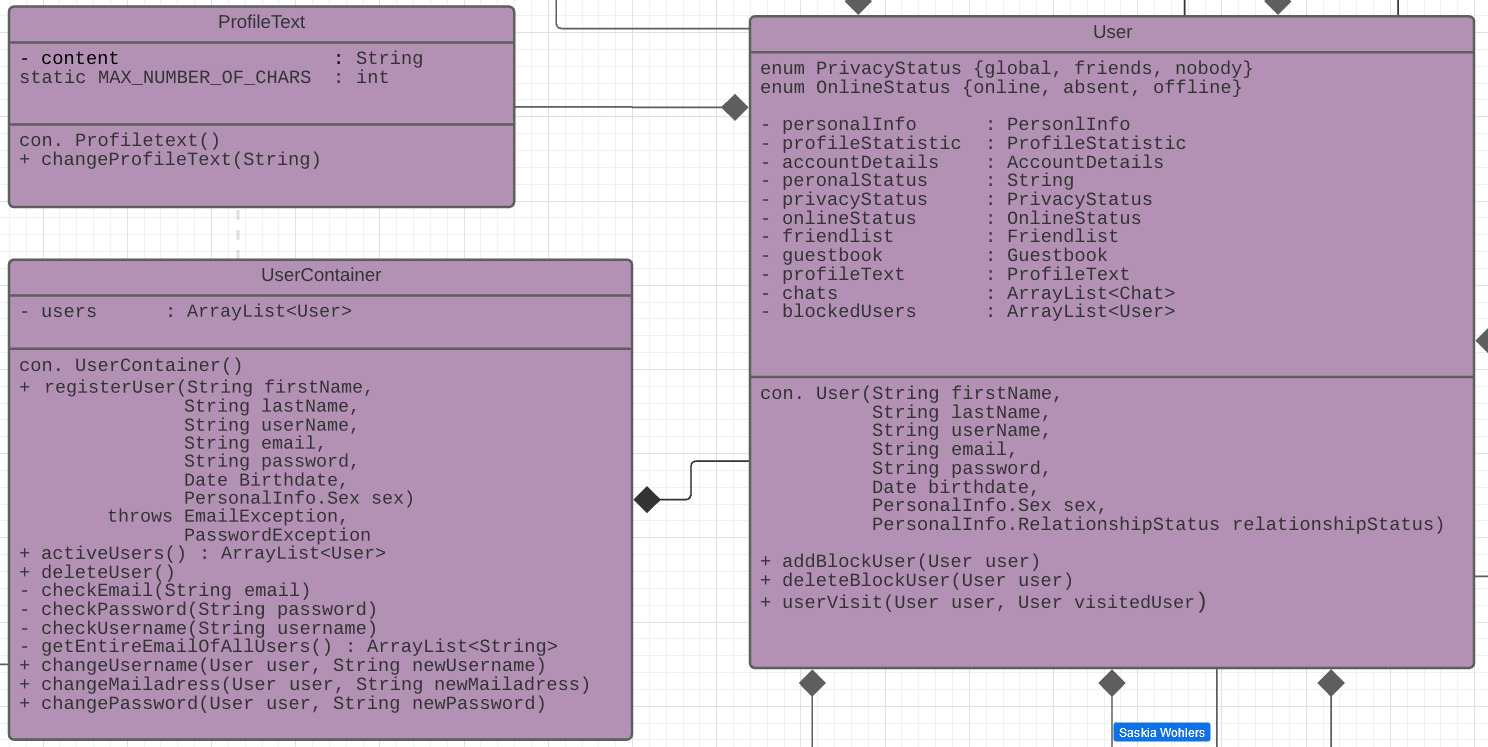 ProfileText
- content : String
static MAX_NUMBER_OF_CHARS : int
con. Profiletext()
+ changeProfileText(String)
UserContainer
- users : ArrayList<User>
con. UserContainer()
+ registerUser(String firstName,
String lastName,
String userName,
String email,
String password,
Date Birthdate,
PersonalInfo.Sex sex)
throws EmailException,
PasswordException
+ activeUsers() : ArrayList<User>
+ deleteUser()
- checkEmail(String email)
- checkPassword(String password)
- checkUsername(String username)
- getEntireEmailOfAllUsers() : ArrayList<String>
+ changeUsername(User user, String newUsername)
+ changeMailadress(User user, String newMailadress)
+ changePassword(User user, String newPassword)
User
enum PrivacyStatus {global, friends, nobody}
enum OnlineStatus {online, absent, offline}
- personalInfo : PersonlInfo
- profileStatistic : ProfileStatistic
- accountDetails : AccountDetails
- peronalStatus : String
- privacyStatus : PrivacyStatus
- onlineStatus : OnlineStatus
- friendlist : Friendlist
- guestbook : Guestbook
- profileText : ProfileText
- chats : ArrayList<Chat>
- blockedUsers : ArrayList<User>
con. User(String firstName,
String lastName,
String userName,
String email,
String password,
Date birthdate,
PersonalInfo.Sex sex,
PersonalInfo.RelationshipStatus relationshipStatus)
+ addBlockUser(User user)
+ deleteBlockUser(User user)
+ userVisit(User user, User visitedUser)
Saskia Wohlers